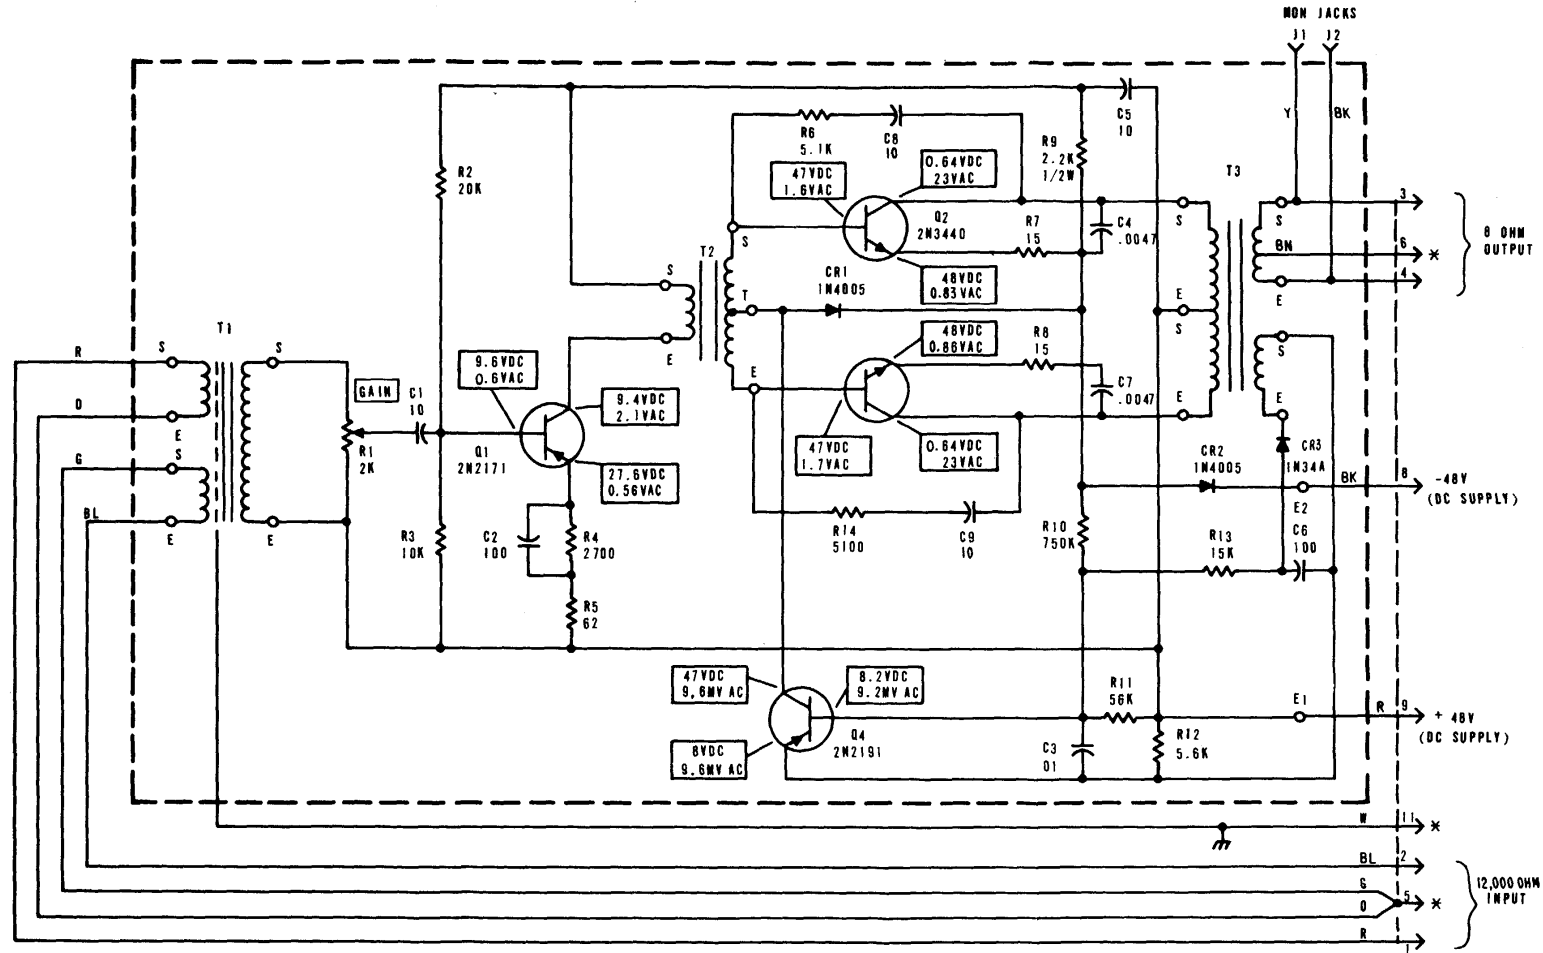 MON JACKS
J1 J2
Y
BK
C5
10
R6
5.1K
C8
10
R9
2.2K
1/2W
T3
47VDC
1.6VAC
0.64VDC
23VAC
R2
20K
Q2
2N3440
R7
15
C4
.0047
S
S
3
8 OHM
OUTPUT
BN
6
*
4
T2
S
S
T
CR1
1N4005
48VDC
0.83VAC
E
S
E
T1
E
E
48VDC
0.86VAC
R8
15
S
R
S
S
9.6VDC
0.6VAC
GAIN
C1
10
9.4VDC
2.1VAC
C7
.0047
E
E
O
E
S
R1
2K
Q1
2N2171
47VDC
1.7VAC
0.64VDC
23VAC
CR2
1N4005
CR3
1N34A
G
27.6VDC
0.56VAC
BK
8
-48V
(DC SUPPLY)
E2
BL
E
E
R3
10K
C2
100
R4
2700
R14
5100
C9
10
R10
750K
R13
15K
C6
100
R5
62
47VDC
9.6MV AC
8.2VDC
9.2MV AC
R11
56K
E1
R
9
+ 48V
(DC SUPPLY)
Q4
2N2191
8VDC
9.6MV AC
C3
01
R12
5.6K
W
11
*
BL
2
G
O
5
*
12,000 OHM
INPUT
R
1